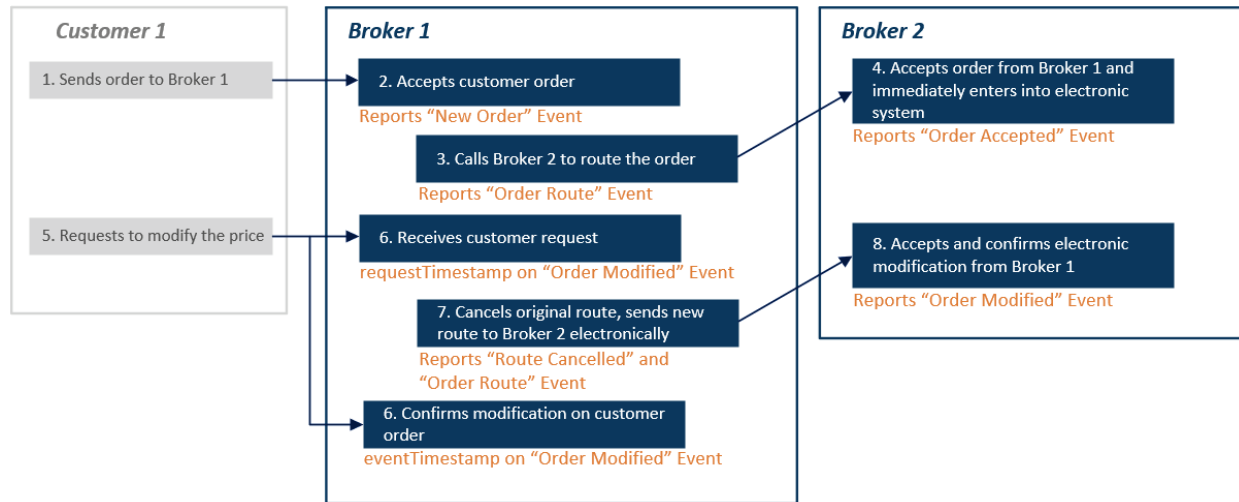 Customer 1
1. Sends order to Broker 1
5. Requests to modify the price
Broker 1
2. Accepts customer order
Reports “New Order” Event
3. Calls Broker 2 to route the order
Reports “Order Route” Event
6. Receives customer request
requestTimestamp on “Order Modified” Event
7. Cancels original route, sends new
route to Broker 2 electronically
Reports “Route Cancelled” and
“Order Route” Event
6. Confirms modification on customer
order
eventTimestamp on “Order Modified” Event
Broker 2
4. Accepts order from Broker 1 and
immediately enters into electronic
system
Reports “Order Accepted” Event
8. Accepts and confirms electronic
modification from Broker 1
Reports “Order Modified” Event